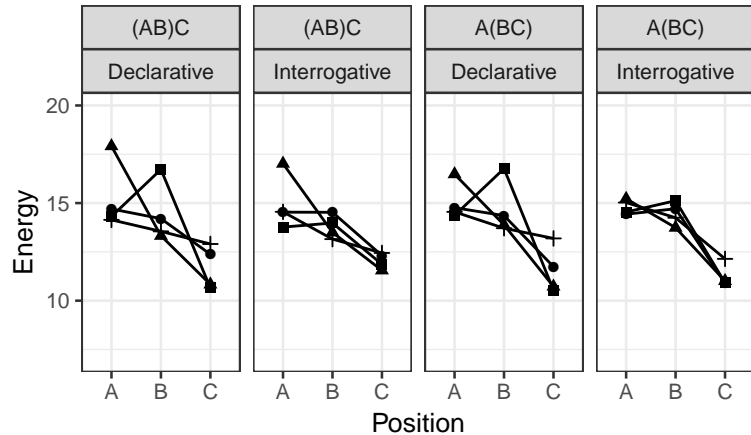 (AB)C (AB)C A(BC) A(BC)
Declarative Interrogative Declarative Interrogative
20
15
10
Energy
A B C A B C A B C A B C
Position